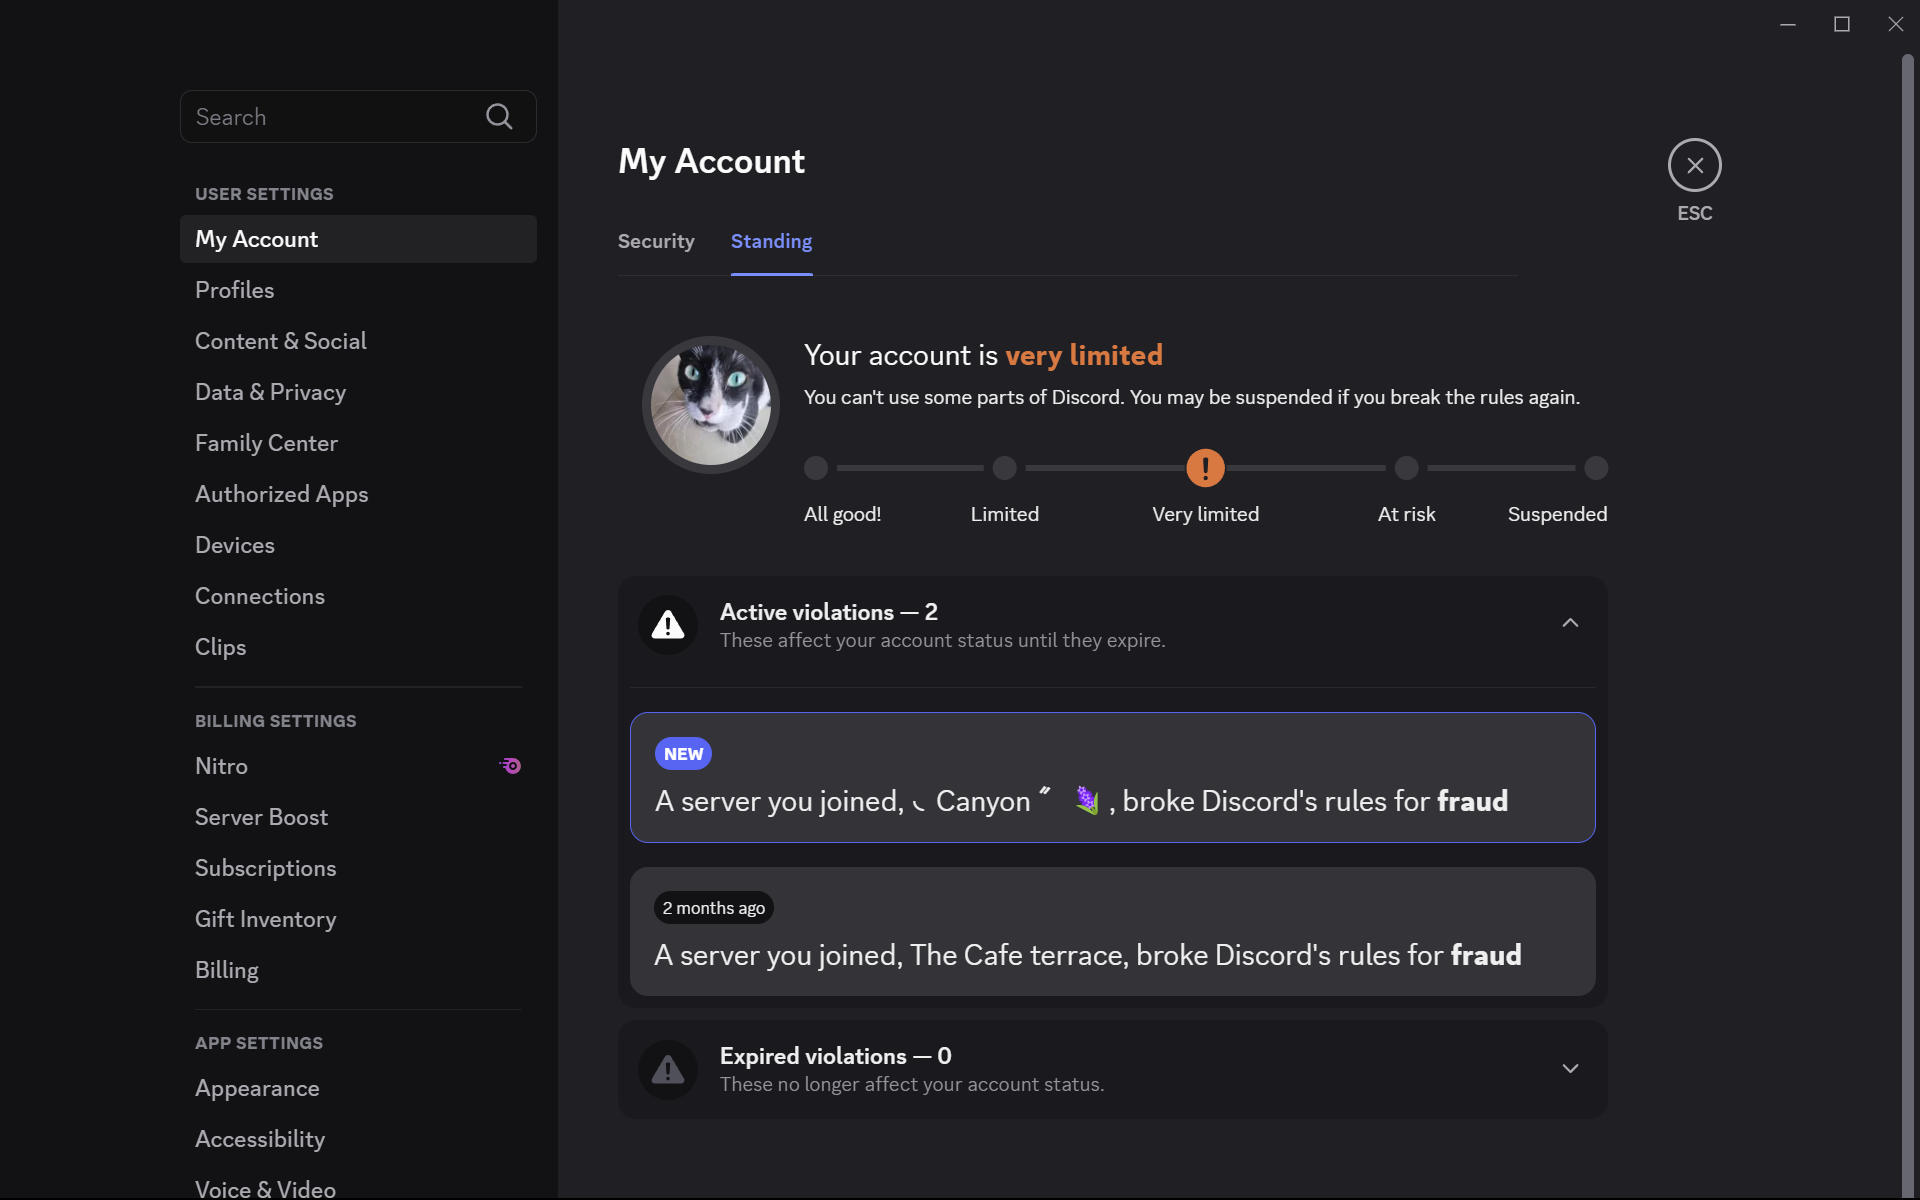 Search
USER SETTINGS
My Account
Profiles
Content & Social
Data & Privacy
Family Center
Authorized Apps
Devices
Connections
Clips
BILLING SETTINGS
Nitro
Server Boost
Subscriptions
Gift Inventory
Billing
APP SETTINGS
Appearance
Accessibility
Voice & Video
My Account
ESC
Security
Standing
Your account is very limited
You can't use some parts of Discord. You may be suspended if you break the rules again.
All good!
Limited
Very limited
At risk
Suspended
Active violations — 2
These affect your account status until they expire.
NEW
A server you joined, ◟ Canyon ˝ 🪻 , broke Discord's rules for fraud
2 months ago
A server you joined, The Cafe terrace, broke Discord's rules for fraud
Expired violations — 0
These no longer affect your account status.